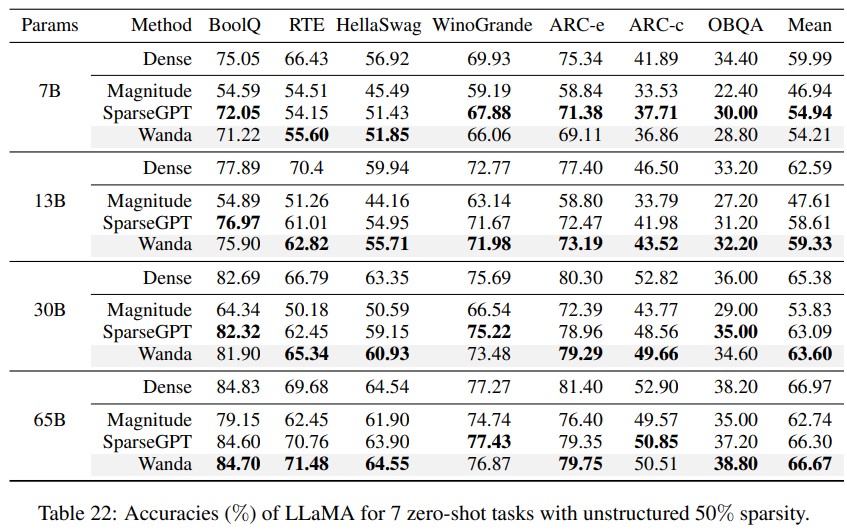 Params Method BoolQ RTE HellaSwag WinoGrande ARC-e ARC-c OBQA Mean
Dense 75.05 66.43 56.92 69.93 75.34 41.89 34.40 59.99
7B Magnitude 54.59 54.51 45.49 59.19 58.84 33.53 22.40 46.94
SparseGPT 72.05 54.15 51.43 67.88 71.38 37.71 30.00 54.94
Wanda 71.22 55.60 51.85 66.06 69.11 36.86 28.80 54.21
Dense 77.89 70.4 59.94 72.77 77.40 46.50 33.20 62.59
13B Magnitude 54.89 51.26 44.16 63.14 58.80 33.79 27.20 47.61
SparseGPT 76.97 61.01 54.95 71.67 72.47 41.98 31.20 58.61
Wanda 75.90 62.82 55.71 71.98 73.19 43.52 32.20 59.33
Dense 82.69 66.79 63.35 75.69 80.30 52.82 36.00 65.38
30B Magnitude 64.34 50.18 50.59 66.54 72.39 43.77 29.00 53.83
SparseGPT 82.32 62.45 59.15 75.22 78.96 48.56 35.00 63.09
Wanda 81.90 65.34 60.93 73.48 79.29 49.66 34.60 63.60
Dense 84.83 69.68 64.54 77.27 81.40 52.90 38.20 66.97
65B Magnitude 79.15 62.45 61.90 74.74 76.40 49.57 35.00 62.74
SparseGPT 84.60 70.76 63.90 77.43 79.35 50.85 37.20 66.30
Wanda 84.70 71.48 64.55 76.87 79.75 50.51 38.80 66.67
Table 22: Accuracies (%) of LLaMA for 7 zero-shot tasks with unstructured 50% sparsity.